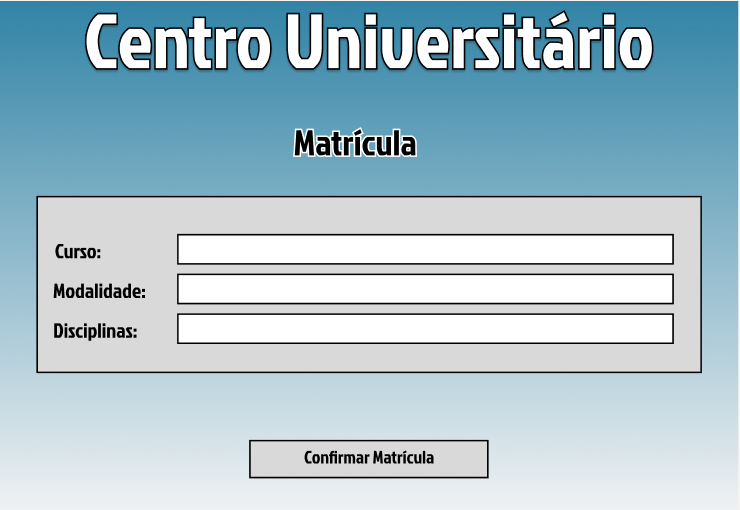 Centro Universitário
Matrícula
Curso:
Modalidade:
Disciplinas:
Confirmar Matrícula